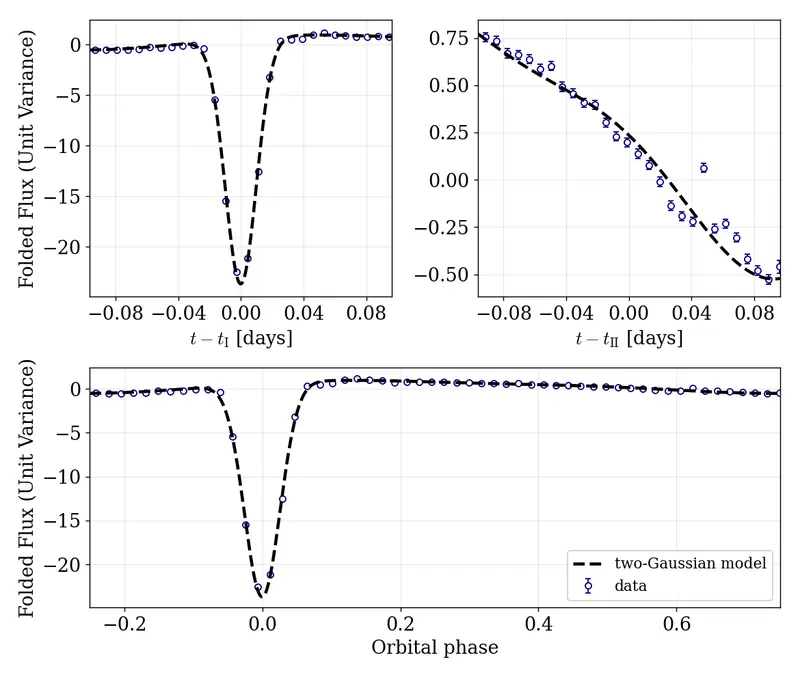 Folded Flux (Unit Variance)
0
−5
−10
−15
−20
−0.08 −0.04 0.00 0.04 0.08
t − tI [days]
0.75
0.50
0.25
0.00
−0.25
−0.50
−0.08 −0.04 0.00 0.04 0.08
t − tII [days]
Folded Flux (Unit Variance)
0
−5
−10
−15
−20
two-Gaussian model
data
−0.2 0.0 0.2 0.4 0.6
Orbital phase